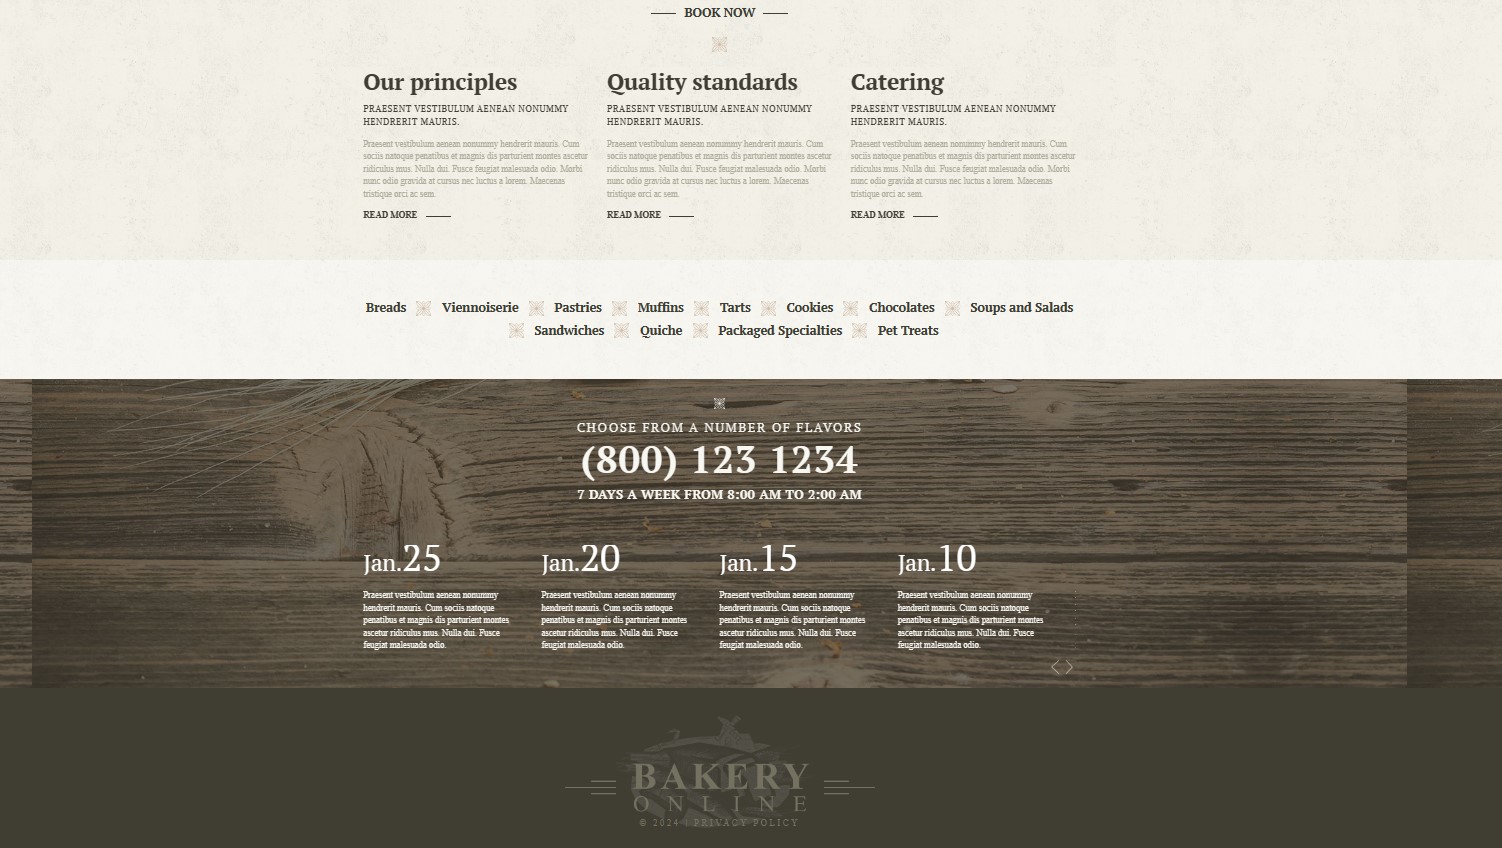 BOOK NOW
Our principles
PRAESENT VESTIBULUM AENEAN NONUMMY
HENDRERIT MAURIS.
Praesent vestibulum aenean nonummy hendrerit mauris. Cum
sociis natoque penatibus et magnis dis parturient montes ascetur
ridiculus mus. Nulla dui. Fusce feugiat malesuada odio. Morbi
nunc odio gravida at cursus nec luctus a lorem. Maecenas
tristique orci ac sem.
READ MORE
Quality standards
PRAESENT VESTIBULUM AENEAN NONUMMY
HENDRERIT MAURIS.
Praesent vestibulum aenean nonummy hendrerit mauris. Cum
sociis natoque penatibus et magnis dis parturient montes ascetur
ridiculus mus. Nulla dui. Fusce feugiat malesuada odio. Morbi
nunc odio gravida at cursus nec luctus a lorem. Maecenas
tristique orci ac sem.
READ MORE
Catering
PRAESENT VESTIBULUM AENEAN NONUMMY
HENDRERIT MAURIS.
Praesent vestibulum aenean nonummy hendrerit mauris. Cum
sociis natoque penatibus et magnis dis parturient montes ascetur
ridiculus mus. Nulla dui. Fusce feugiat malesuada odio. Morbi
nunc odio gravida at cursus nec luctus a lorem. Maecenas
tristique orci ac sem.
READ MORE
Breads Viennoiserie Pastries Muffins Tarts Cookies Chocolates Soups and Salads
Sandwiches Quiche Packaged Specialties Pet Treats
CHOOSE FROM A NUMBER OF FLAVORS
(800) 123 1234
7 DAYS A WEEK FROM 8:00 AM TO 2:00 AM
Jan.25
Praesent vestibulum aenean nonummy
hendrerit mauris. Cum sociis natoque
penatibus et magnis dis parturient montes
ascetur ridiculus mus. Nulla dui. Fusce
feugiat malesuada odio.
Jan.20
Praesent vestibulum aenean nonummy
hendrerit mauris. Cum sociis natoque
penatibus et magnis dis parturient montes
ascetur ridiculus mus. Nulla dui. Fusce
feugiat malesuada odio.
Jan.15
Praesent vestibulum aenean nonummy
hendrerit mauris. Cum sociis natoque
penatibus et magnis dis parturient montes
ascetur ridiculus mus. Nulla dui. Fusce
feugiat malesuada odio.
Jan.10
Praesent vestibulum aenean nonummy
hendrerit mauris. Cum sociis natoque
penatibus et magnis dis parturient montes
ascetur ridiculus mus. Nulla dui. Fusce
feugiat malesuada odio.
BAKERY
ONLINE
© 2024 | PRIVACY POLICY